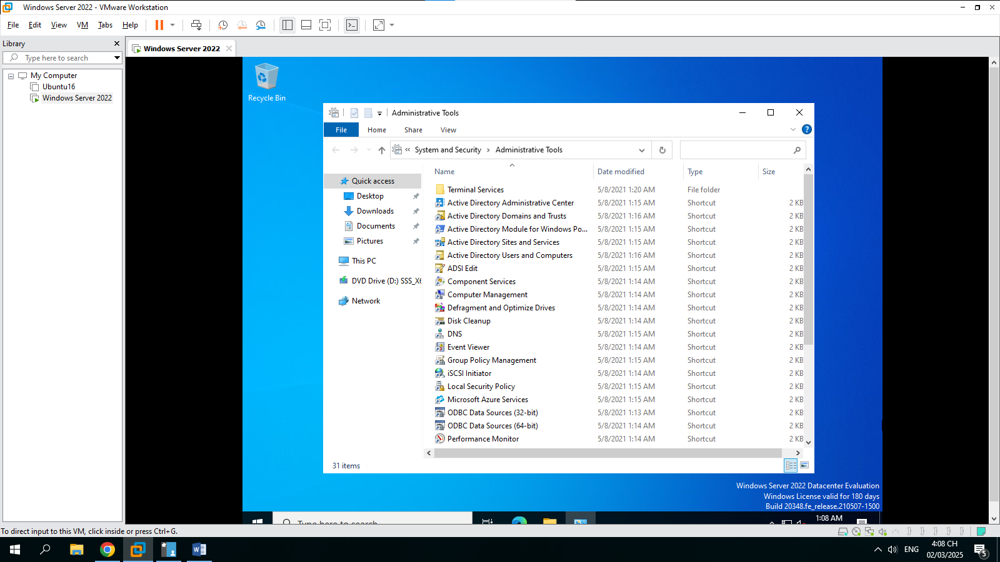 Windows Server 2022 - VMware Workstation
File Edit View VM Tabs Help
Library
Type here to search
My Computer
Ubuntu16
Windows Server 2022
Windows Server 2022
Recycle Bin
Administrative Tools
File Home Share View
System and Security Administrative Tools
Name Date modified Type Size
Quick access
Desktop
Downloads
Documents
Pictures
This PC
DVD Drive (D:) SSS_X6
Network
Terminal Services 5/8/2021 1:20 AM File folder
Active Directory Administrative Center 5/8/2021 1:15 AM Shortcut 2 KB
Active Directory Domains and Trusts 5/8/2021 1:16 AM Shortcut 2 KB
Active Directory Module for Windows Po... 5/8/2021 1:15 AM Shortcut 2 KB
Active Directory Sites and Services 5/8/2021 1:15 AM Shortcut 2 KB
Active Directory Users and Computers 5/8/2021 1:16 AM Shortcut 2 KB
ADSI Edit 5/8/2021 1:15 AM Shortcut 2 KB
Component Services 5/8/2021 1:14 AM Shortcut 2 KB
Computer Management 5/8/2021 1:14 AM Shortcut 2 KB
Defragment and Optimize Drives 5/8/2021 1:14 AM Shortcut 2 KB
Disk Cleanup 5/8/2021 1:14 AM Shortcut 2 KB
DNS 5/8/2021 1:15 AM Shortcut 2 KB
Event Viewer 5/8/2021 1:14 AM Shortcut 2 KB
Group Policy Management 5/8/2021 1:15 AM Shortcut 2 KB
iSCSI Initiator 5/8/2021 1:14 AM Shortcut 2 KB
Local Security Policy 5/8/2021 1:15 AM Shortcut 2 KB
Microsoft Azure Services 5/8/2021 1:15 AM Shortcut 2 KB
ODBC Data Sources (32-bit) 5/8/2021 1:13 AM Shortcut 2 KB
ODBC Data Sources (64-bit) 5/8/2021 1:14 AM Shortcut 2 KB
Performance Monitor 5/8/2021 1:14 AM Shortcut 2 KB
31 items
Windows Server 2022 Datacenter Evaluation
Windows License valid for 180 days
Build 20348.fe_release.210507-1500
Type here to search
1:08 AM
To direct input to this VM, click inside or press Ctrl+G.
ENG
4:08 CH
02/03/2025
5